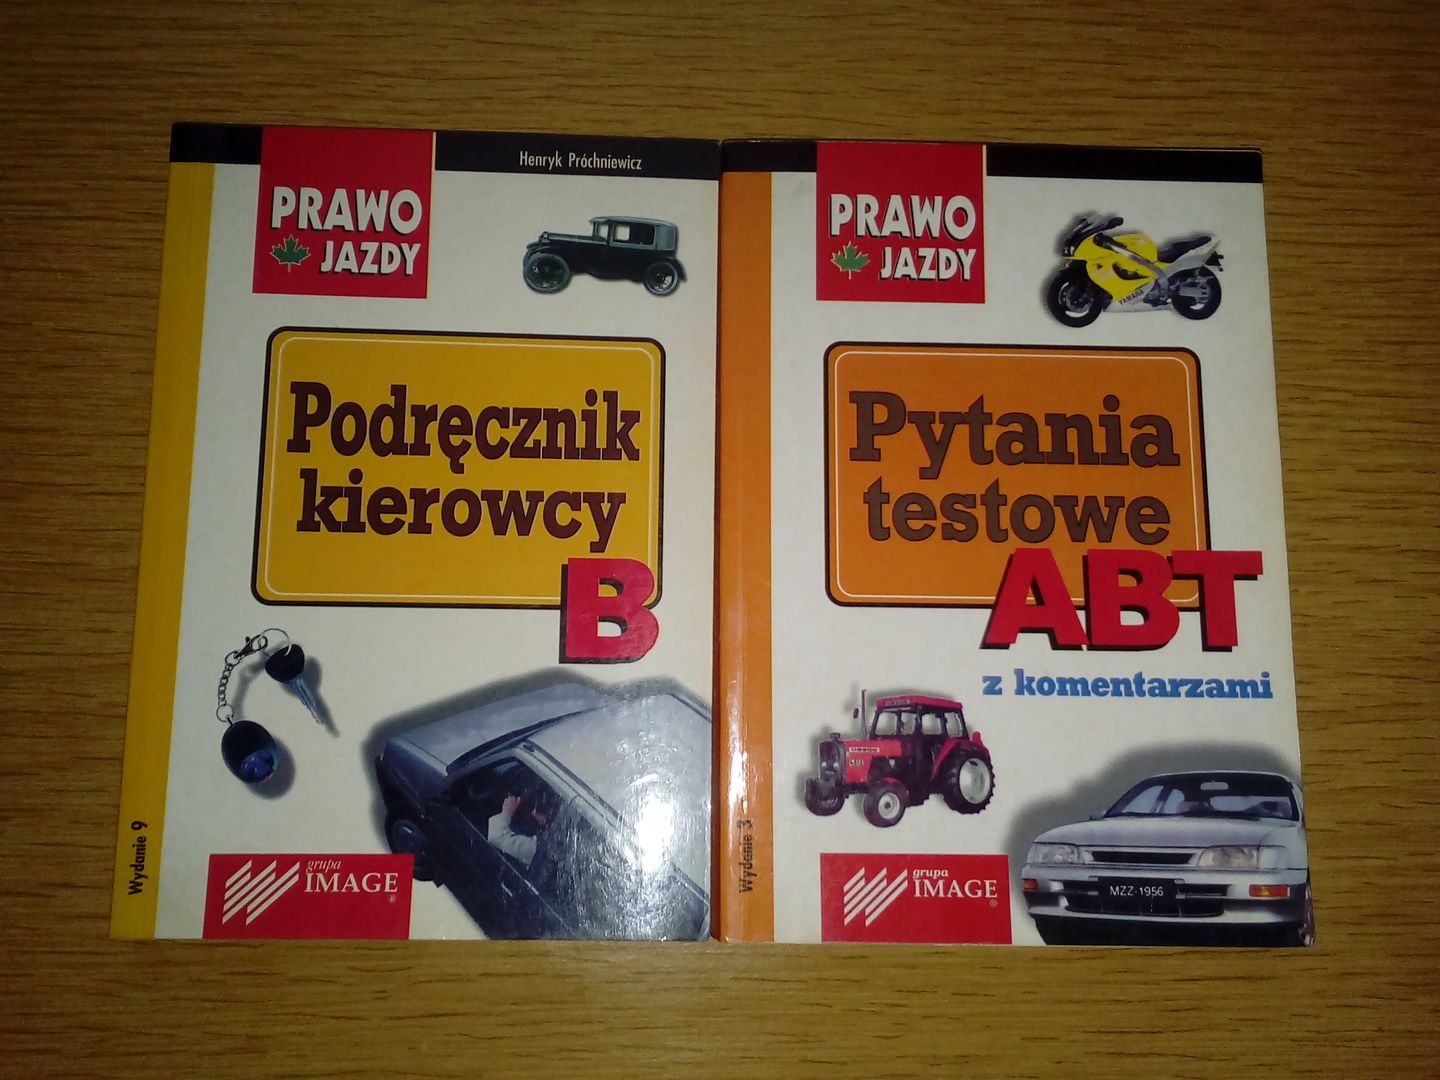 Henryk Próchniewicz
PRAWO
JAZDY
Podręcznik
kierowcy
B
Wydanie 9
grupa
IMAGE
®
PRAWO
JAZDY
YAMAHA
Pytania
testowe
ABT
z komentarzami
MZZ·1956
Wydanie 3
grupa
IMAGE
®